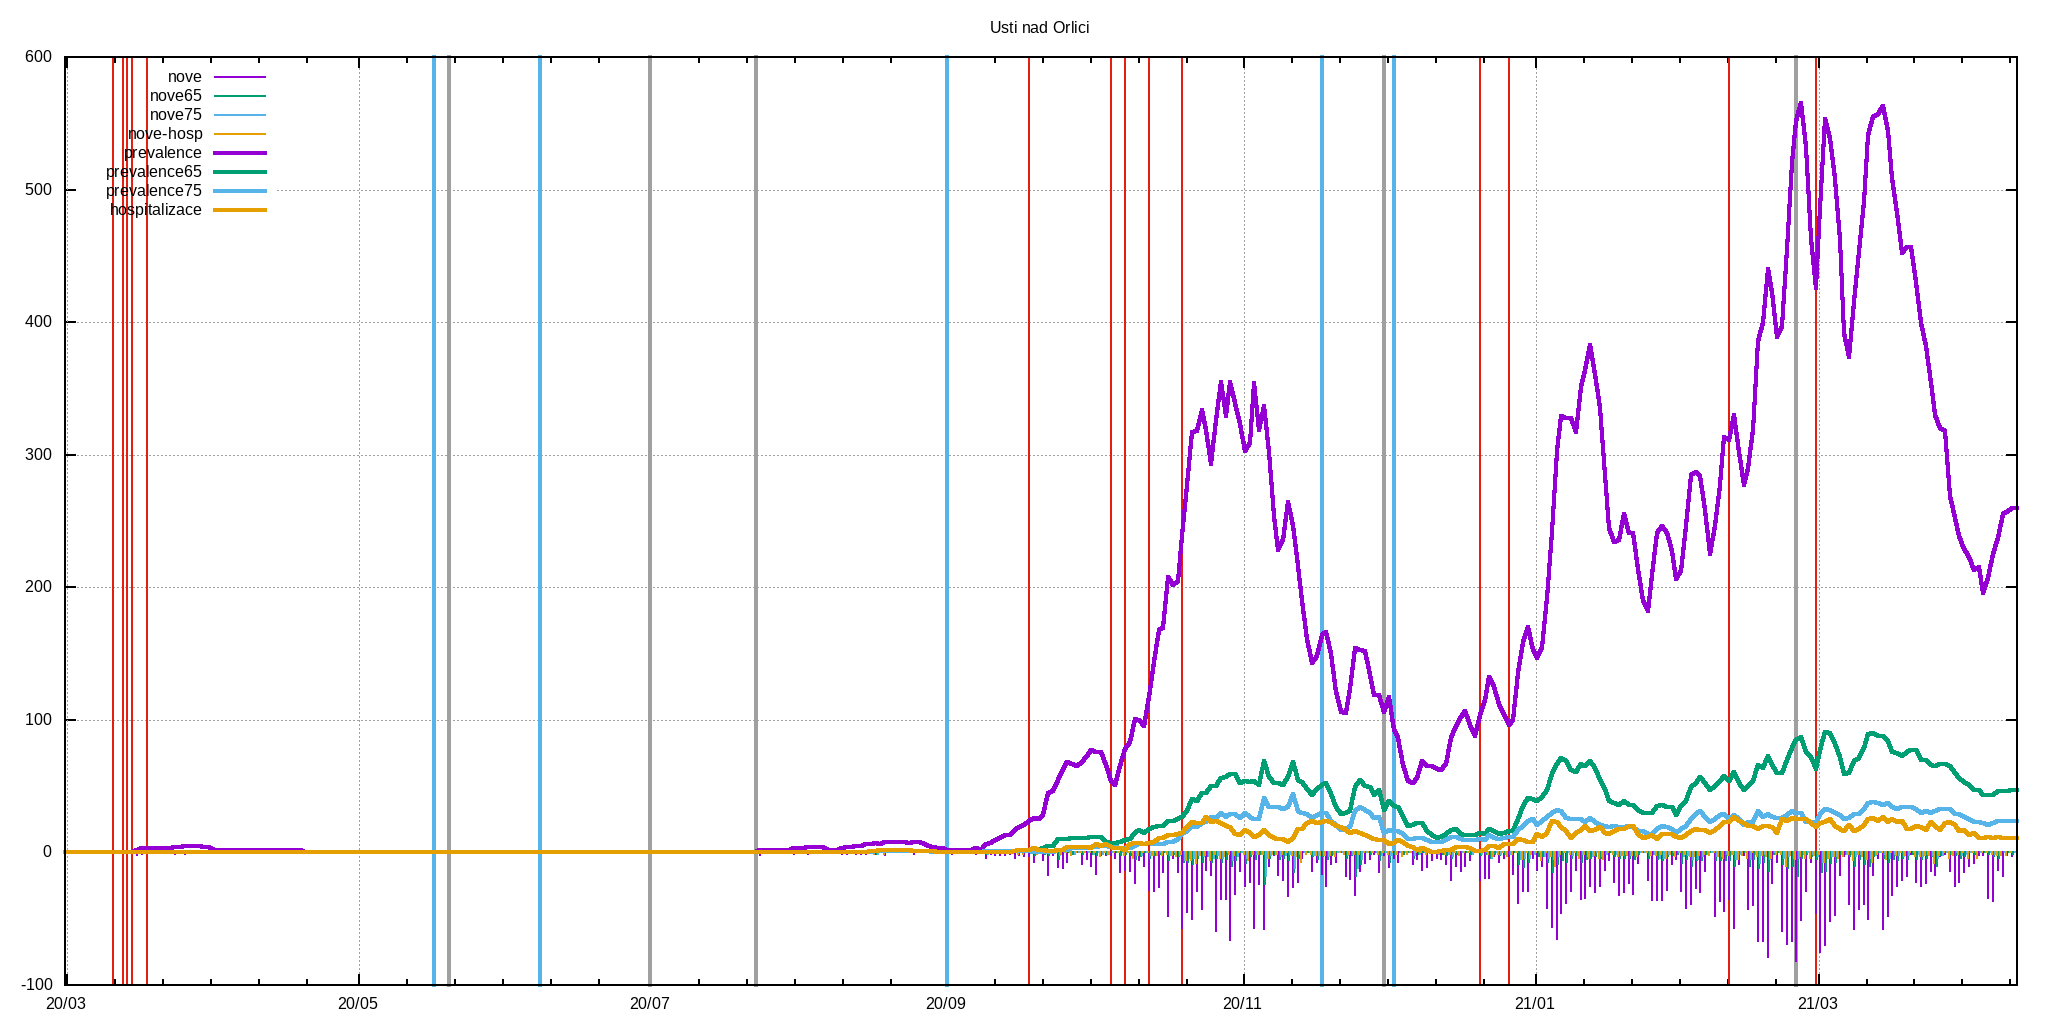 Usti nad Orlici
600
500
400
300
200
100
0
-100
nove
nove65
nove75
nove-hosp
prevalence
prevalence65
prevalence75
hospitalizace
20/03 20/05 20/07 20/09 20/11 21/01 21/03